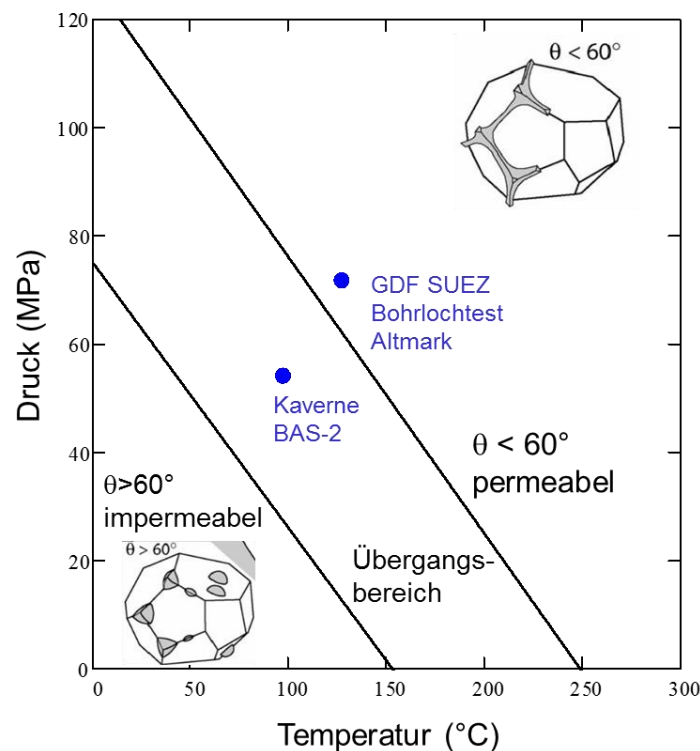 120
100
80
60
40
20
0
Druck (MPa)
θ < 60°
GDF SUEZ
Bohrlochtest
Altmark
Kaverne
BAS-2
θ < 60°
permeabel
θ>60°
impermeabel
θ > 60°
Übergangs-
bereich
0
50
100
150
200
250
300
Temperatur (°C)